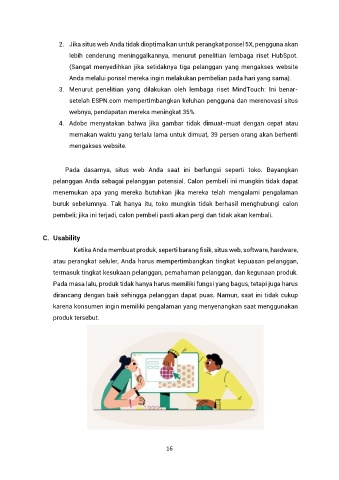 2. Jika situs web Anda tidak dioptimalkan untuk perangkat ponsel 5X, pengguna akan
lebih cenderung meninggalkannya, menurut penelitian lembaga riset HubSpot.
(Sangat menyedihkan jika setidaknya tiga pelanggan yang mengakses website
Anda melalui ponsel mereka ingin melakukan pembelian pada hari yang sama).
3. Menurut penelitian yang dilakukan oleh lembaga riset MindTouch: Ini benar-
setelah ESPN.com mempertimbangkan keluhan pengguna dan merenovasi situs
webnya, pendapatan mereka meningkat 35%.
4. Adobe menyatakan bahwa jika gambar tidak dimuat-muat dengan cepat atau
memakan waktu yang terlalu lama untuk dimuat, 39 persen orang akan berhenti
mengakses website.
Pada dasarnya, situs web Anda saat ini berfungsi seperti toko. Bayangkan
pelanggan Anda sebagai pelanggan potensial. Calon pembeli ini mungkin tidak dapat
menemukan apa yang mereka butuhkan jika mereka telah mengalami pengalaman
buruk sebelumnya. Tak hanya itu, toko mungkin tidak berhasil menghubungi calon
pembeli; jika ini terjadi, calon pembeli pasti akan pergi dan tidak akan kembali.
C. Usability
Ketika Anda membuat produk, seperti barang fisik, situs web, software, hardware,
atau perangkat seluler, Anda harus mempertimbangkan tingkat kepuasan pelanggan,
termasuk tingkat kesukaan pelanggan, pemahaman pelanggan, dan kegunaan produk.
Pada masa lalu, produk tidak hanya harus memiliki fungsi yang bagus, tetapi juga harus
dirancang dengan baik sehingga pelanggan dapat puas. Namun, saat ini tidak cukup
karena konsumen ingin memiliki pengalaman yang menyenangkan saat menggunakan
produk tersebut.
16